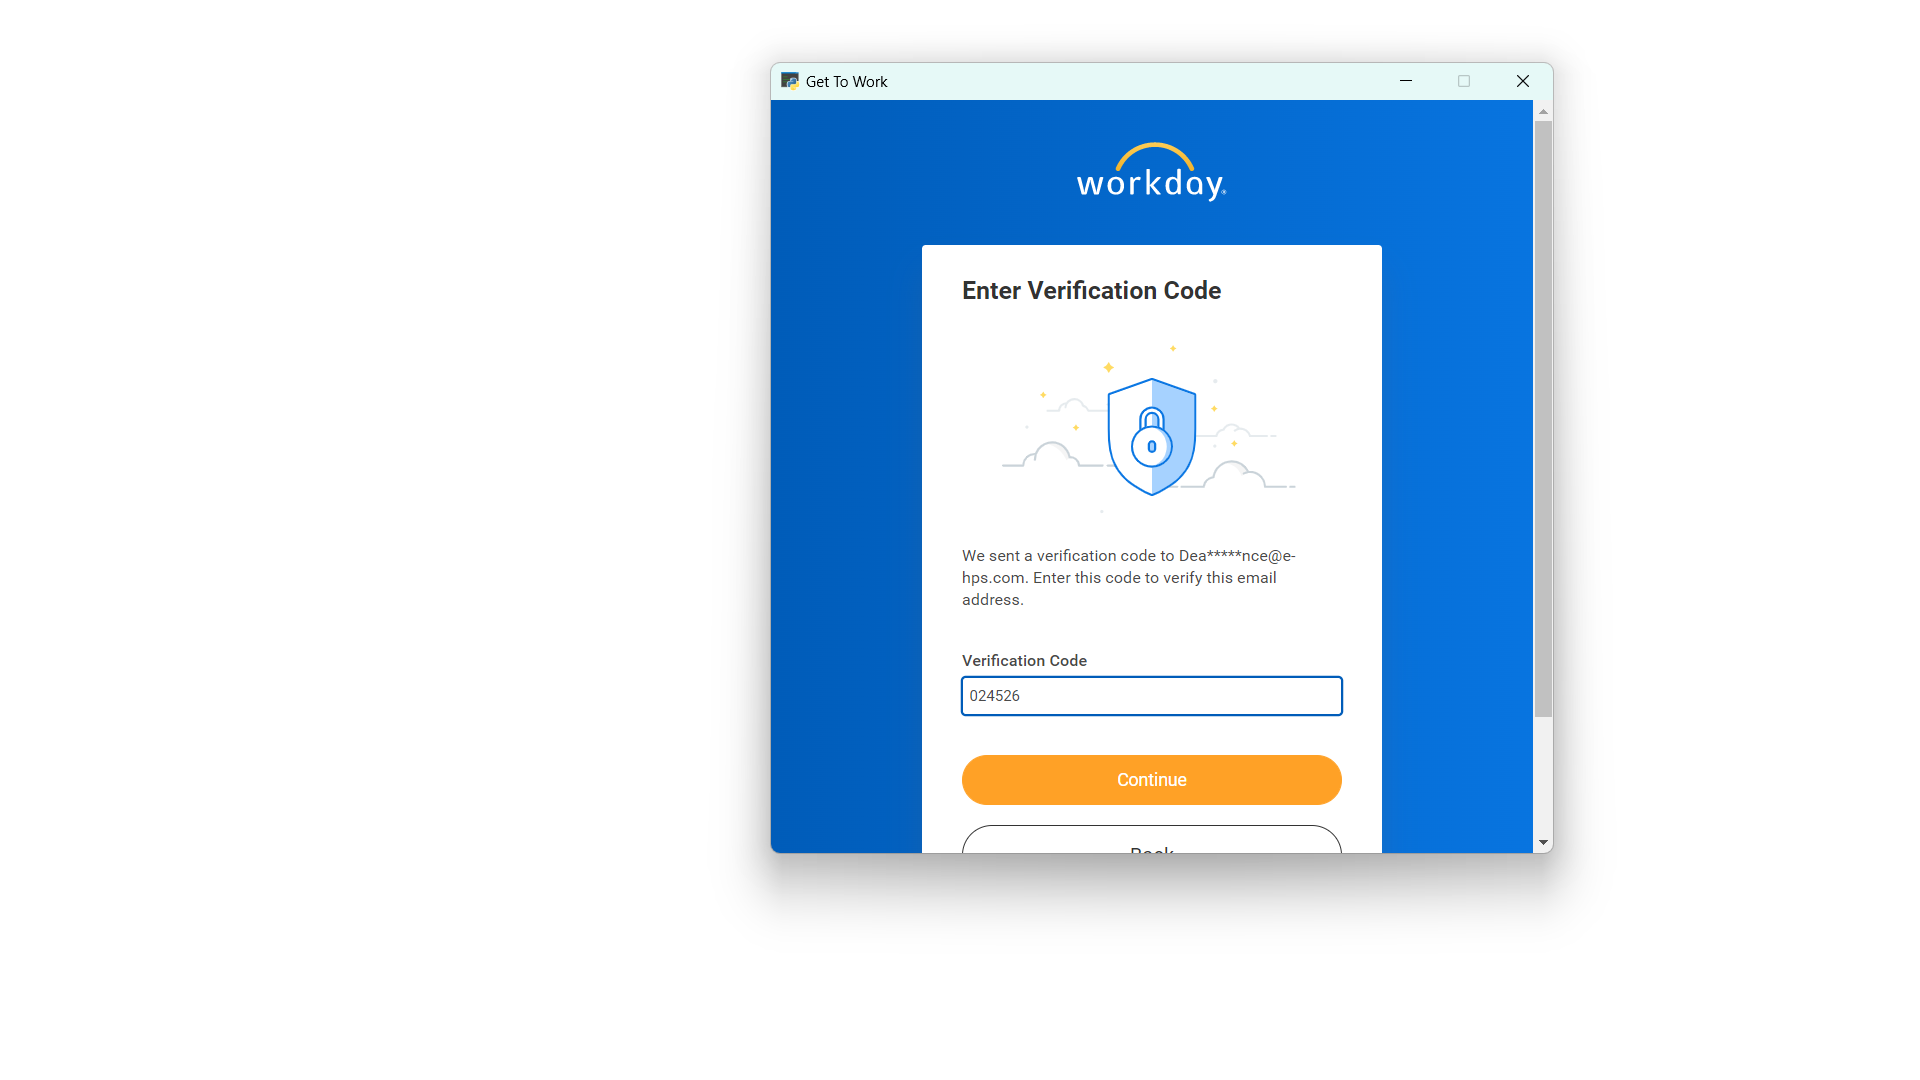 Get To Work
workday
Enter Verification Code
We sent a verification code to Dea*****nce@e-
hps.com. Enter this code to verify this email
address.
Verification Code
024526
Continue
Back